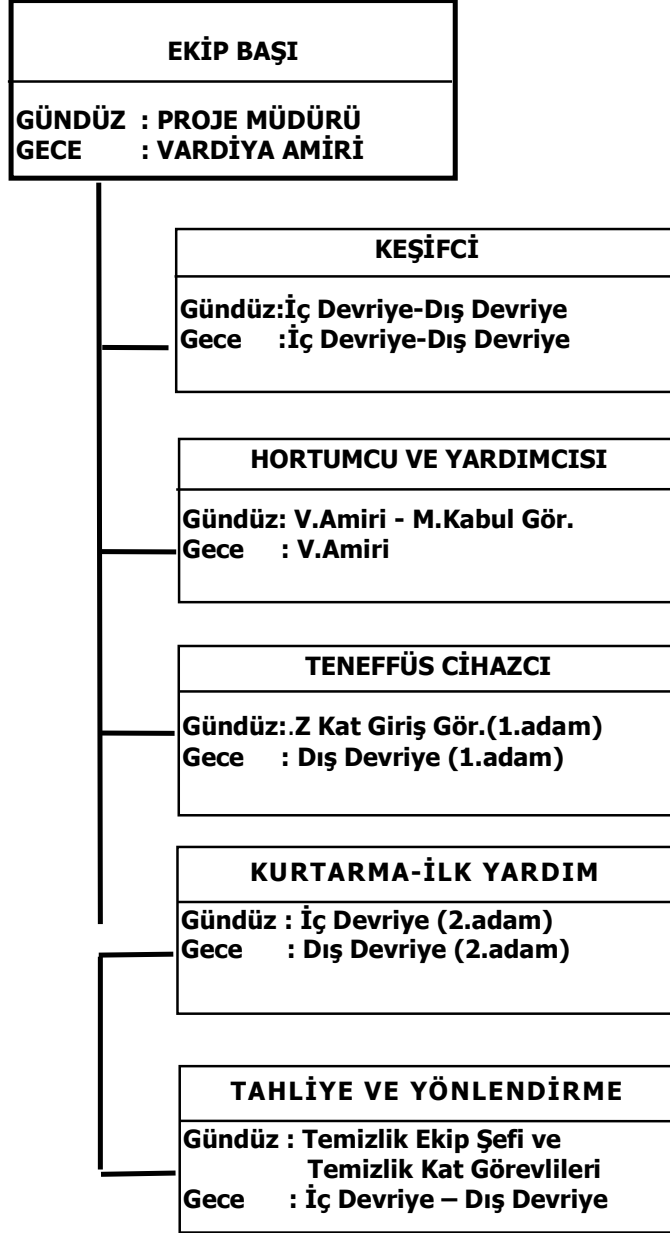 EKİP BAŞI
GÜNDÜZ : PROJE MÜDÜRÜ
GECE : VARDİYA AMİRİ
KEŞİFCİ
Gündüz:İç Devriye-Dış Devriye
Gece :İç Devriye-Dış Devriye
HORTUMCU VE YARDIMCISI
Gündüz: V.Amiri - M.Kabul Gör.
Gece : V.Amiri
TENEFFÜS CİHAZCI
Gündüz:.Z Kat Giriş Gör.(1.adam)
Gece : Dış Devriye (1.adam)
KURTARMA-İLK YARDIM
Gündüz : İç Devriye (2.adam)
Gece : Dış Devriye (2.adam)
TAHLİYE VE YÖNLENDİRME
Gündüz : Temizlik Ekip Şefi ve
Temizlik Kat Görevlileri
Gece : İç Devriye – Dış Devriye